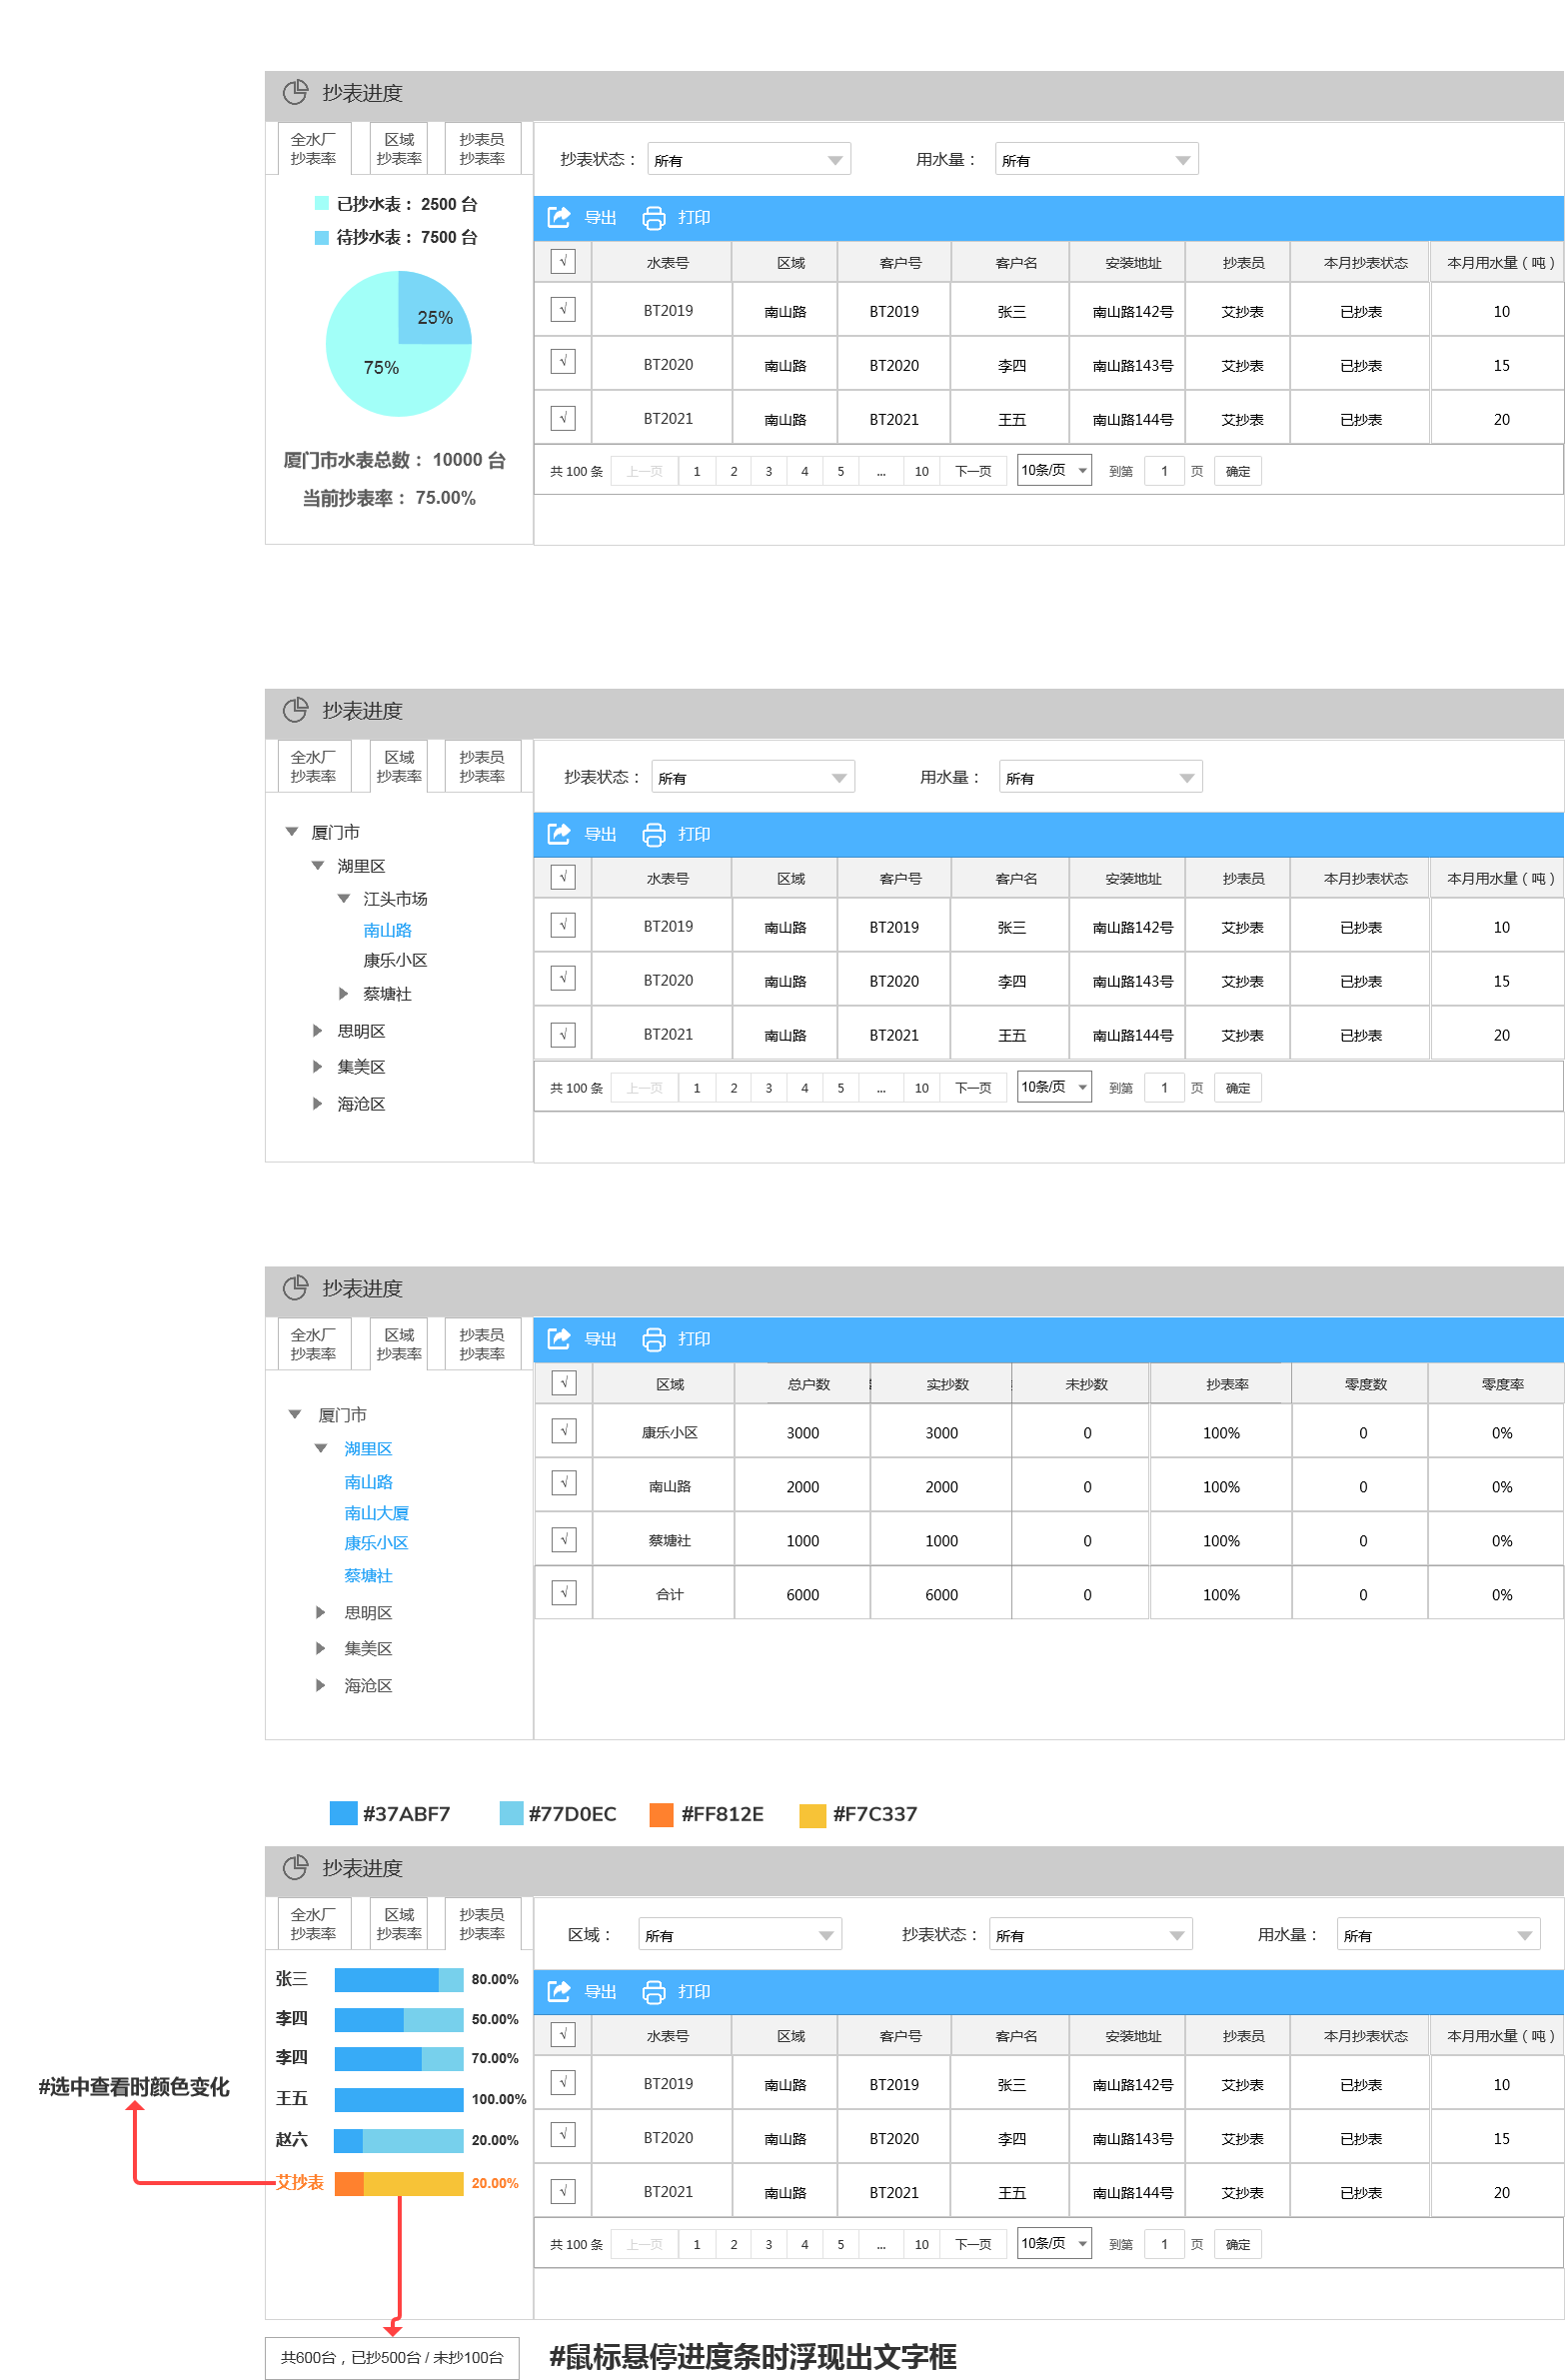 抄表进度
全水厂 区域 抄表员
抄表率 抄表率 抄表率
抄表状态： 所有 用水量： 所有
已抄水表： 2500 台
待抄水表： 7500 台
25%
75%
厦门市水表总数： 10000 台
当前抄表率： 75.00%
导出 打印
√ 水表号 区域 客户号 客户名 安装地址 抄表员 本月抄表状态 本月用水量（吨）
√ BT2019 南山路 BT2019 张三 南山路142号 艾抄表 已抄表 10
√ BT2020 南山路 BT2020 李四 南山路143号 艾抄表 已抄表 15
√ BT2021 南山路 BT2021 王五 南山路144号 艾抄表 已抄表 20
共 100 条 上一页 1 2 3 4 5 ... 10 下一页 10条/页 到第 1 页 确定
抄表进度
全水厂 区域 抄表员
抄表率 抄表率 抄表率
抄表状态： 所有 用水量： 所有
厦门市
湖里区
江头市场
南山路
康乐小区
蔡塘社
思明区
集美区
海沧区
导出 打印
√ 水表号 区域 客户号 客户名 安装地址 抄表员 本月抄表状态 本月用水量（吨）
√ BT2019 南山路 BT2019 张三 南山路142号 艾抄表 已抄表 10
√ BT2020 南山路 BT2020 李四 南山路143号 艾抄表 已抄表 15
√ BT2021 南山路 BT2021 王五 南山路144号 艾抄表 已抄表 20
共 100 条 上一页 1 2 3 4 5 ... 10 下一页 10条/页 到第 1 页 确定
抄表进度
全水厂 区域 抄表员
抄表率 抄表率 抄表率
厦门市
湖里区
南山路
南山大厦
康乐小区
蔡塘社
思明区
集美区
海沧区
导出 打印
√ 区域 总户数 实抄数 未抄数 抄表率 零度数 零度率
√ 康乐小区 3000 3000 0 100% 0 0%
√ 南山路 2000 2000 0 100% 0 0%
√ 蔡塘社 1000 1000 0 100% 0 0%
√ 合计 6000 6000 0 100% 0 0%
#37ABF7 #77D0EC #FF812E #F7C337
抄表进度
全水厂 区域 抄表员
抄表率 抄表率 抄表率
区域： 所有 抄表状态： 所有 用水量： 所有
张三 80.00%
李四 50.00%
李四 70.00%
王五 100.00%
赵六 20.00%
艾抄表 20.00%
#选中查看时颜色变化
导出 打印
√ 水表号 区域 客户号 客户名 安装地址 抄表员 本月抄表状态 本月用水量（吨）
√ BT2019 南山路 BT2019 张三 南山路142号 艾抄表 已抄表 10
√ BT2020 南山路 BT2020 李四 南山路143号 艾抄表 已抄表 15
√ BT2021 南山路 BT2021 王五 南山路144号 艾抄表 已抄表 20
共 100 条 上一页 1 2 3 4 5 ... 10 下一页 10条/页 到第 1 页 确定
共600台，已抄500台 / 未抄100台
#鼠标悬停进度条时浮现出文字框